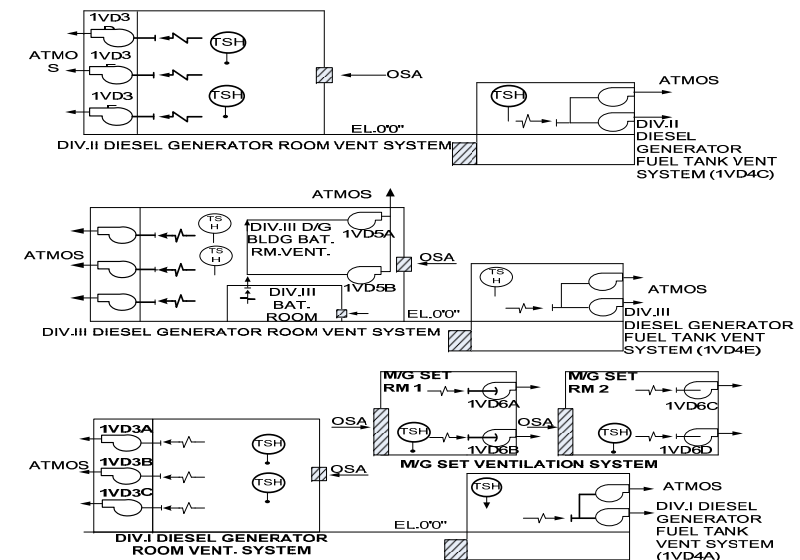 1VD3
ATMO
S
1VD3
1VD3
TSH
TSH
OSA
ATMOS
TSH
EL.0'0"
DIV.II
DIESEL
GENERATOR
FUEL TANK VENT
SYSTEM (1VD4C)
DIV.II DIESEL GENERATOR ROOM VENT SYSTEM
ATMOS
TS
H
TS
H
DIV.III D/G
BLDG BAT.
RM.VENT.
1VD5A
ATMOS
OSA
1VD5B
DIV.III
BAT.
ROOM
TS
H
ATMOS
EL.0'0"
DIV.III
DIESEL GENERATOR
FUEL TANK VENT
SYSTEM (1VD4E)
DIV.III DIESEL GENERATOR ROOM VENT SYSTEM
M/G SET
RM 1
1VD6A
OSA
TSH
1VD6B
M/G SET
RM 2
1VD6C
OSA
TSH
1VD6D
M/G SET VENTILATION SYSTEM
1VD3A
1VD3B
ATMOS
1VD3C
TSH
TSH
OSA
TSH
ATMOS
EL.0'0"
DIV.I DIESEL
GENERATOR
FUEL TANK
VENT SYSTEM
(1VD4A)
DIV.I DIESEL GENERATOR
ROOM VENT. SYSTEM